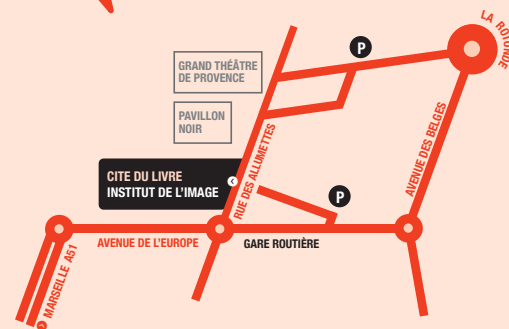 LA ROTONDE
P
GRAND THÉÂTRE
DE PROVENCE
PAVILLON
NOIR
RUE DES ALLUMETTES
AVENUE DES BELGES
CITE DU LIVRE
INSTITUT DE L'IMAGE
P
AVENUE DE L'EUROPE
GARE ROUTIÈRE
MARSEILLE A51